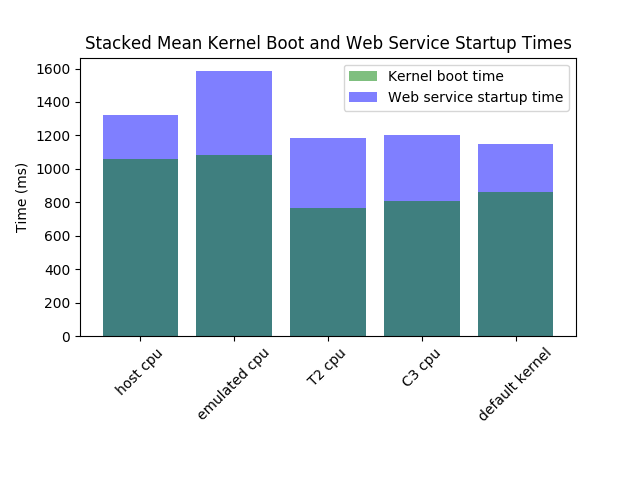 Stacked Mean Kernel Boot and Web Service Startup Times
Kernel boot time
Web service startup time
Time (ms)
1600
1400
1200
1000
800
600
400
200
0
host cpu
emulated cpu
T2 cpu
C3 cpu
default kernel